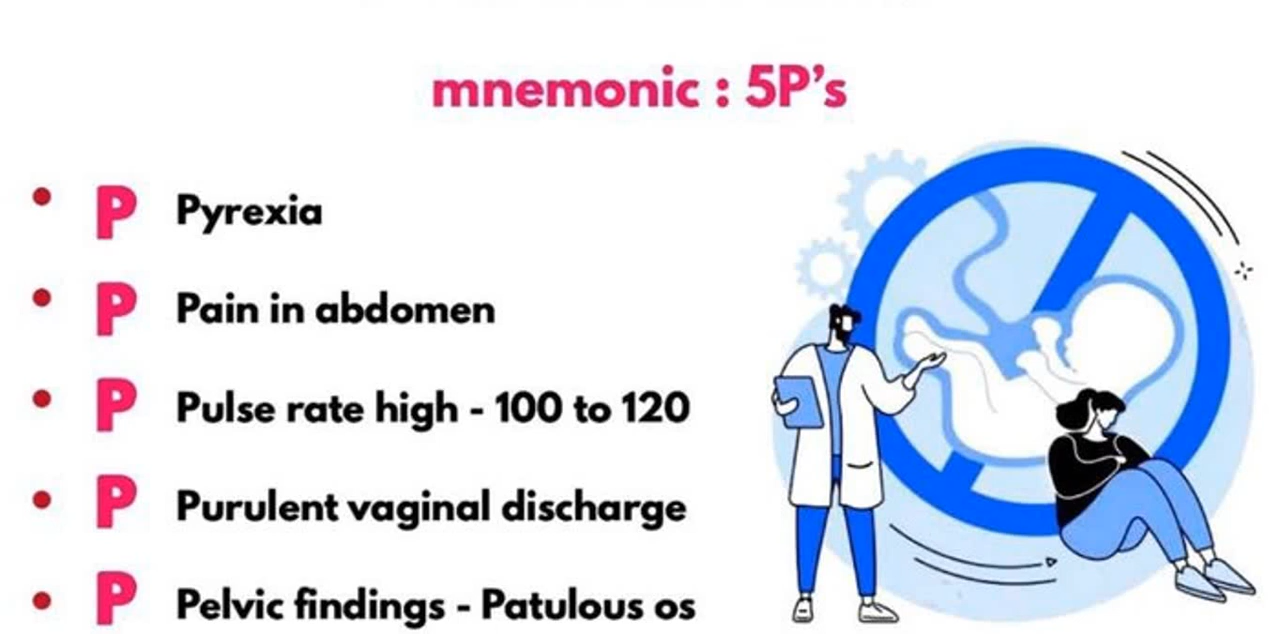 mnemonic : 5P's
• P Pyrexia
• P Pain in abdomen
• P Pulse rate high - 100 to 120
• P Purulent vaginal discharge
• P Pelvic findings - Patulous os